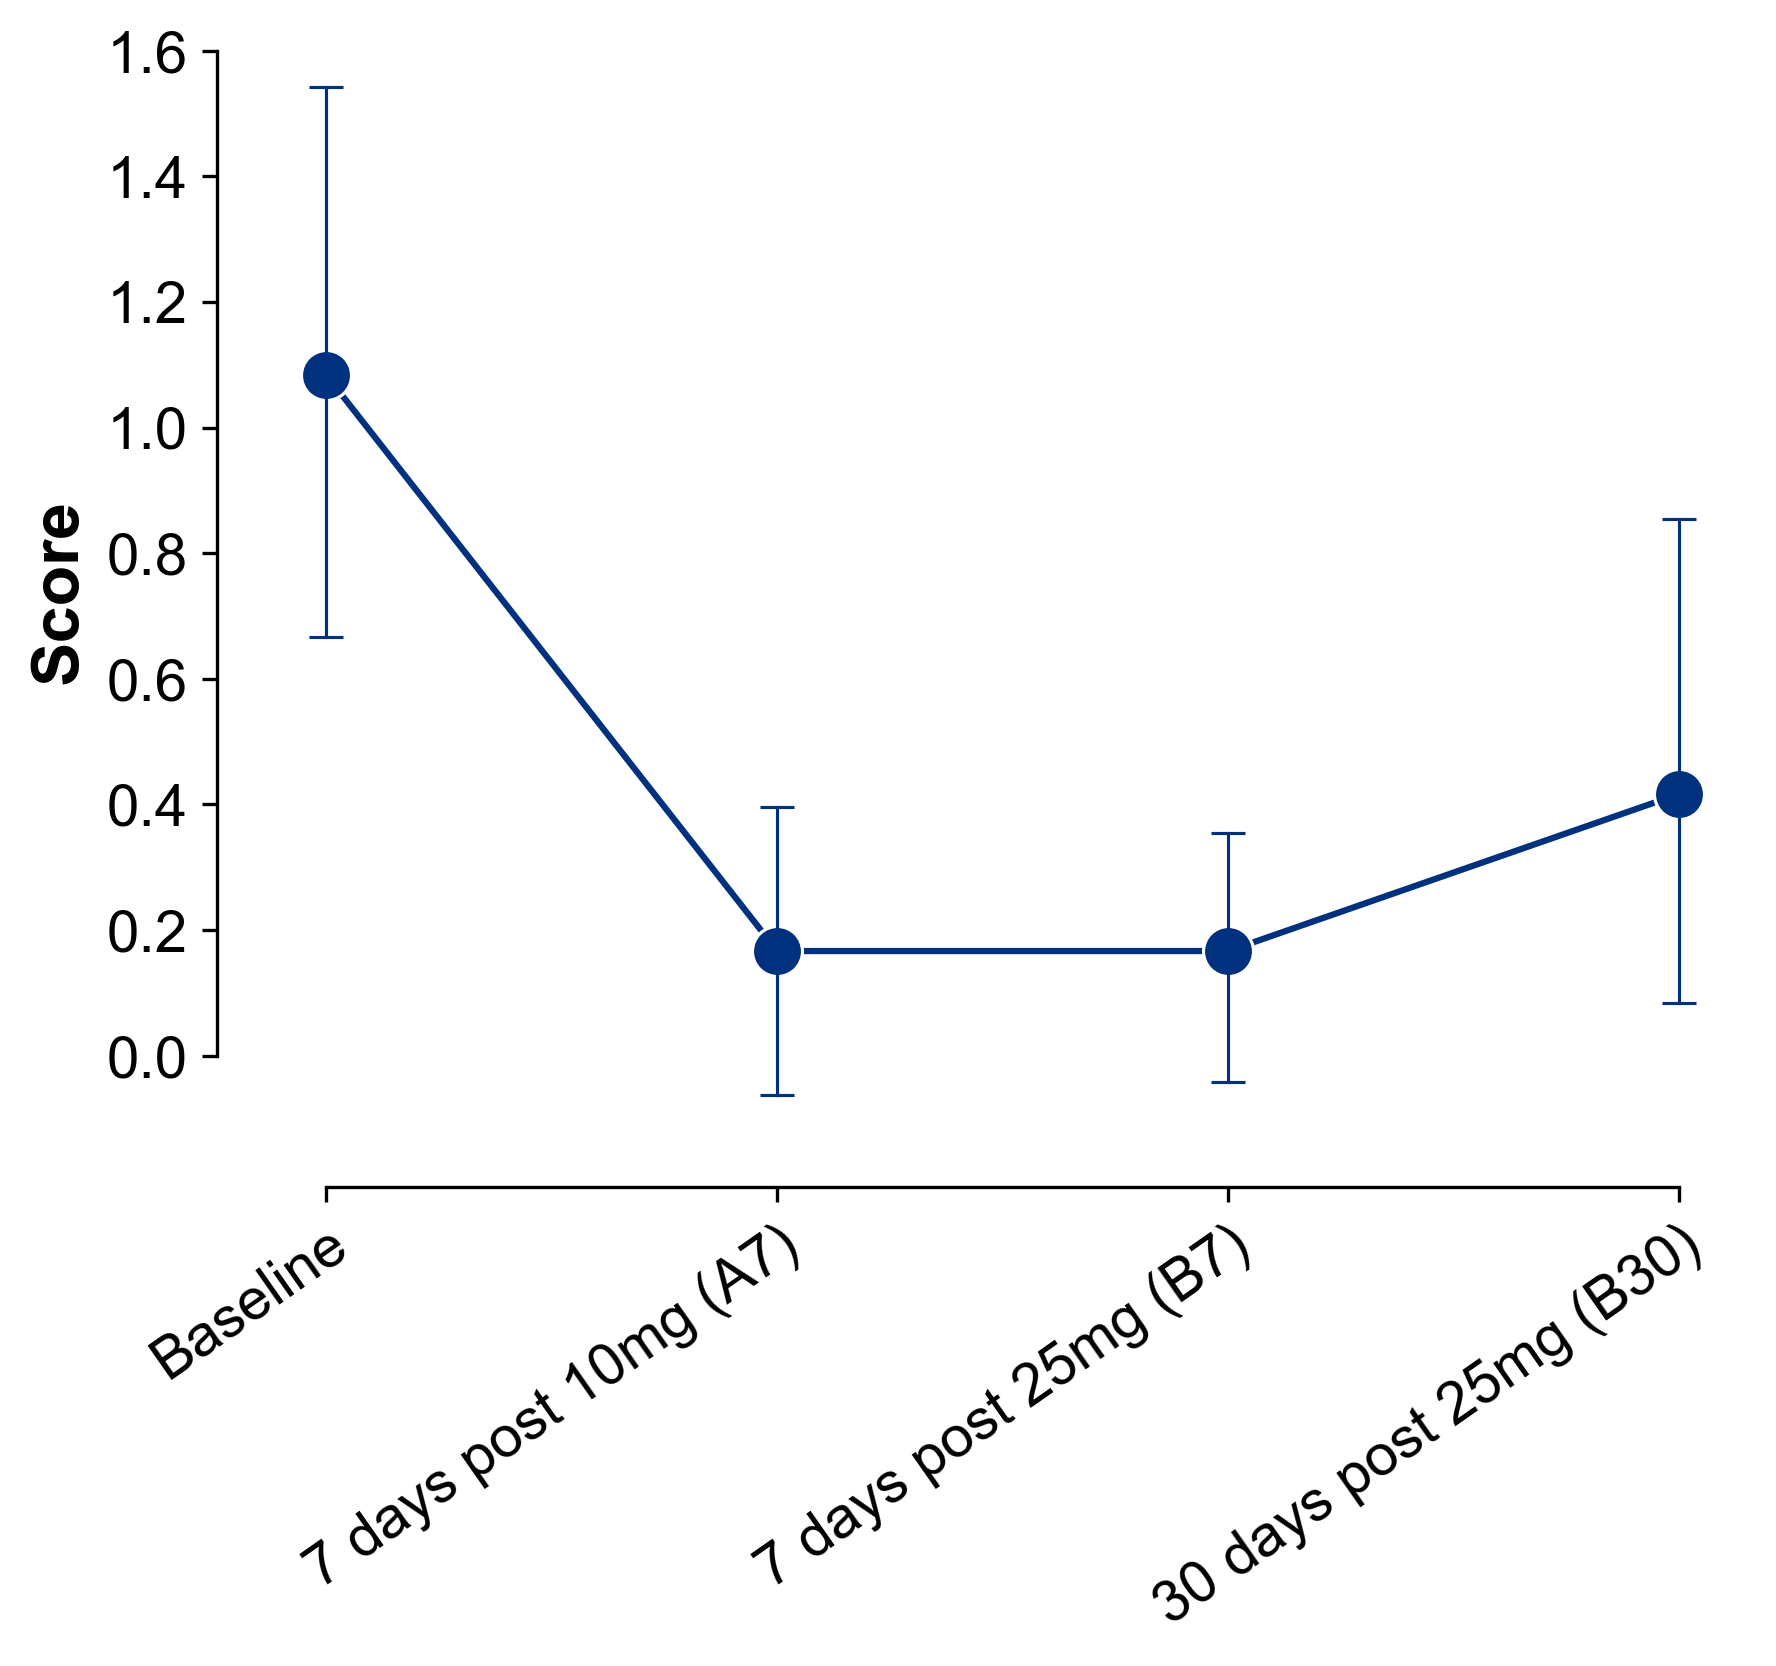 1.6
1.4
1.2
1.0
0.8
0.6
0.4
0.2
0.0
Score
Baseline
7 days post 10mg (A7)
7 days post 25mg (B7)
30 days post 25mg (B30)